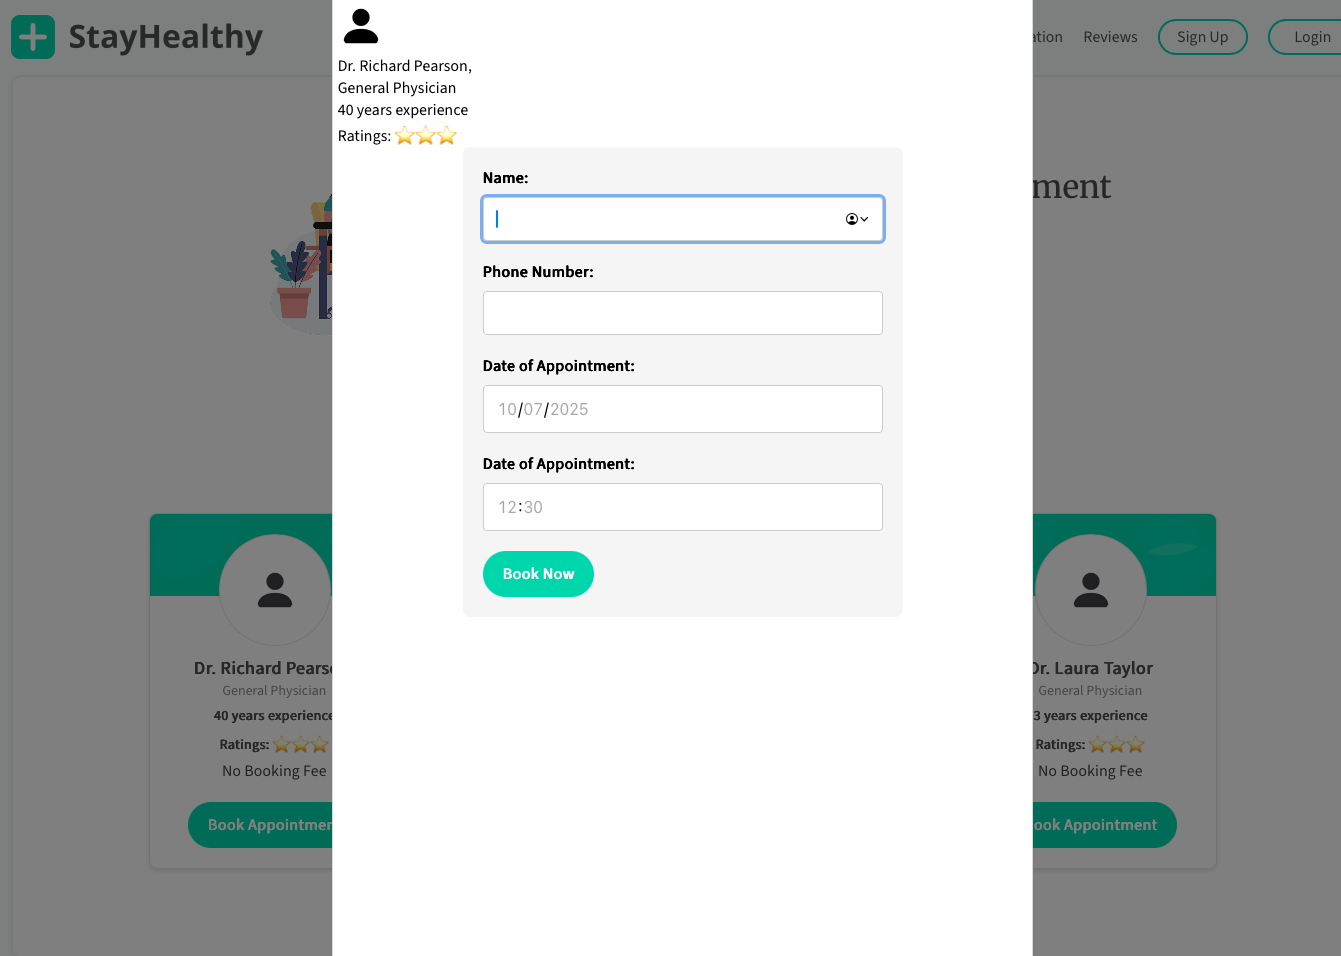 StayHealthy
ation
Reviews
Sign Up
Login
Dr. Richard Pearson,
General Physician
40 years experience
Ratings:
ment
Name:
Phone Number:
Date of Appointment:
10/07/2025
Date of Appointment:
12:30
Book Now
Dr. Richard Pearso
General Physician
40 years experience
Ratings:
No Booking Fee
Book Appointmen
Dr. Laura Taylor
General Physician
3 years experience
Ratings:
No Booking Fee
ook Appointment